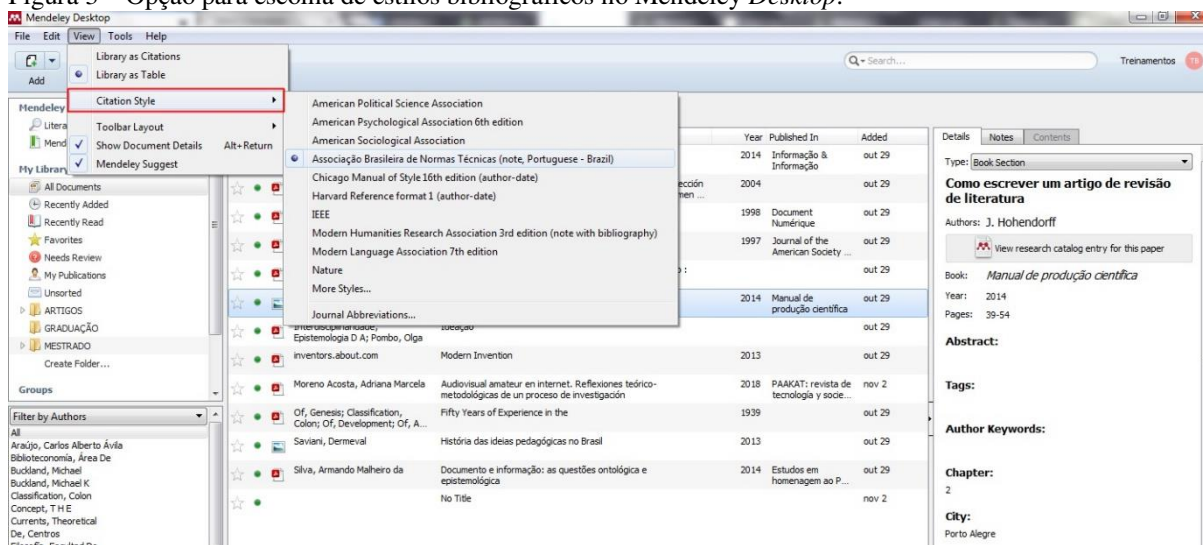 Figura 3 – Opção para escolha de estilos bibliográficos no Mendeley Desktop.
Mendeley Desktop
File Edit View Tools Help
Add
Library as Citations
Library as Table
Citation Style
Toolbar Layout
Show Document Details Alt+Return
Mendeley Suggest
American Political Science Association
American Psychological Association 6th edition
American Sociological Association
Associação Brasileira de Normas Técnicas (note, Portuguese - Brazil)
Chicago Manual of Style 16th edition (author-date)
Harvard Reference format 1 (author-date)
IEEE
Modern Humanities Research Association 3rd edition (note with bibliography)
Modern Language Association 7th edition
Nature
More Styles...
Journal Abbreviations...
Search...
Treinamentos
TE
Mendeley
Litera
Mend
My Library
All Documents
Recently Added
Recently Read
Favorites
Needs Review
My Publications
Unsorted
ARTIGOS
GRADUAÇÃO
MESTRADO
Create Folder...
Groups
Filter by Authors
All
Araújo, Carlos Alberto Ávila
Biblioteconomia, Área De
Buckland, Michael
Buckland, Michael K
Classification, Colon
Concept, T H E
Currents, Theoretical
De, Centros
Year Published In Added
2014 Informação & out 29
Informação
ección 2004 out 29
men ...
1998 Document out 29
Numérique
1997 Journal of the out 29
American Society ...
out 29
2014 Manual de out 29
produção científica
Interdisciplinaridade, Ideação out 29
Epistemologia D A; Pombo, Olga
inventors.about.com Modern Invention 2013 out 29
Moreno Acosta, Adriana Marcela Audiovisual amateur en internet. Reflexiones teórico- 2018 PAAKAT: revista de nov 2
metodológicas de un proceso de investigación tecnología y socie...
Of, Genesis; Classification, Fifty Years of Experience in the 1939 out 29
Colon; Of, Development; Of, A...
Saviani, Dermeval História das ideias pedagógicas no Brasil 2013 out 29
Silva, Armando Malheiro da Documento e informação: as questões ontológica e 2014 Estudos em out 29
epistemológica homenagem ao P...
No Title nov 2
Details Notes Contents
Type: Book Section
Como escrever um artigo de revisão
de literatura
Authors: J. Hohendorff
View research catalog entry for this paper
Book: Manual de produção científica
Year: 2014
Pages: 39-54
Abstract:
Tags:
Author Keywords:
Chapter:
2
City:
Porto Alegre